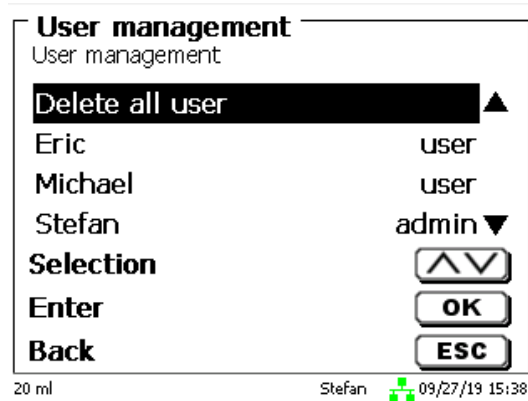 User management
User management
Delete all user
Eric user
Michael user
Stefan admin
Selection
Enter OK
Back ESC
20 ml Stefan 09/27/19 15:38